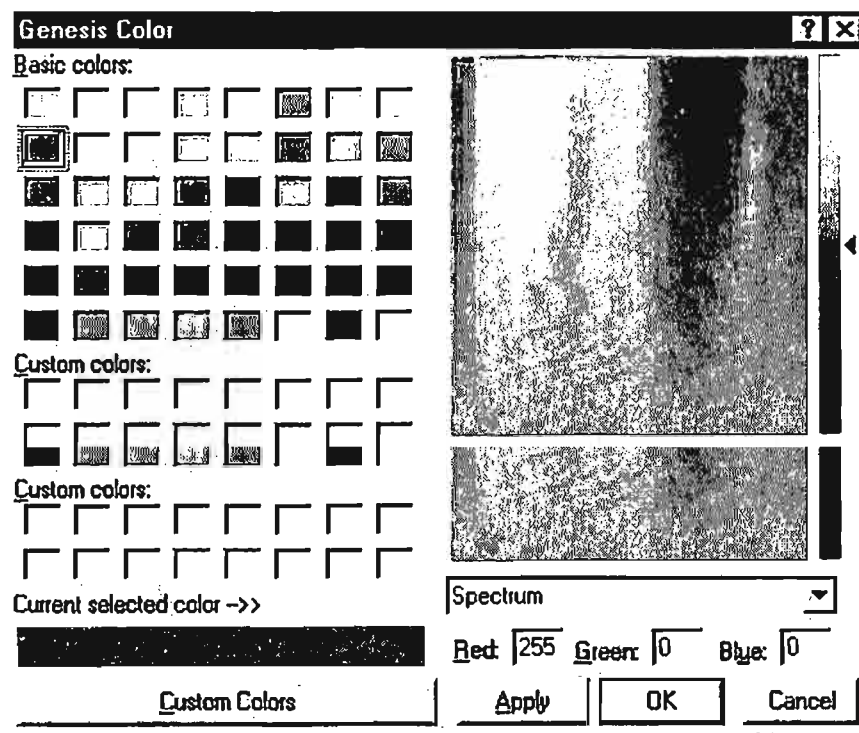 Genesis Color
Basic colors:
Custom colors:
Custom colors:
Current selected color -->>
Spectrum
Red: 255 Green: 0 Blue: 0
Custom Colors Apply OK Cancel